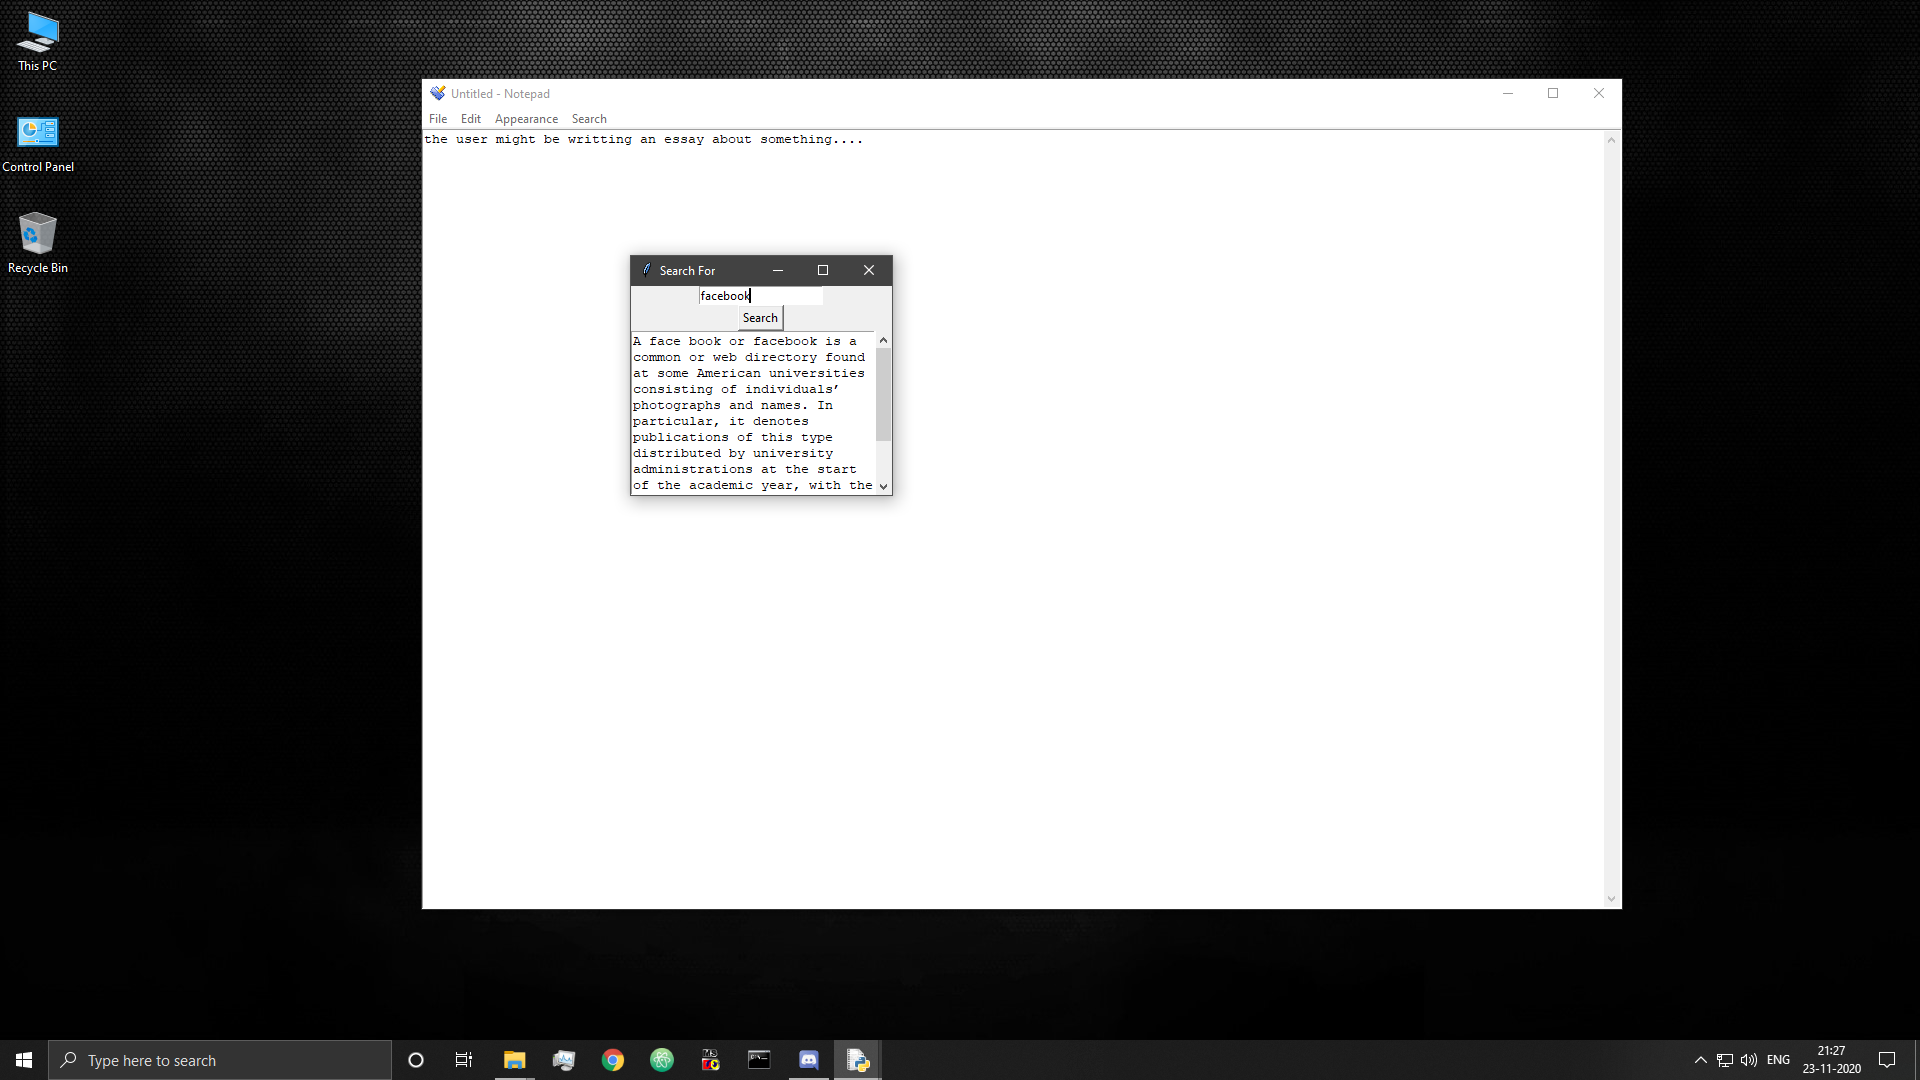 This PC
Control Panel
Recycle Bin
Untitled - Notepad
File Edit Appearance Search
the user might be writting an essay about something....
Search For
facebook
Search
A face book or facebook is a
common or web directory found
at some American universities
consisting of individuals’
photographs and names. In
particular, it denotes
publications of this type
distributed by university
administrations at the start
of the academic year, with the
Type here to search
ENG
21:27
23-11-2020